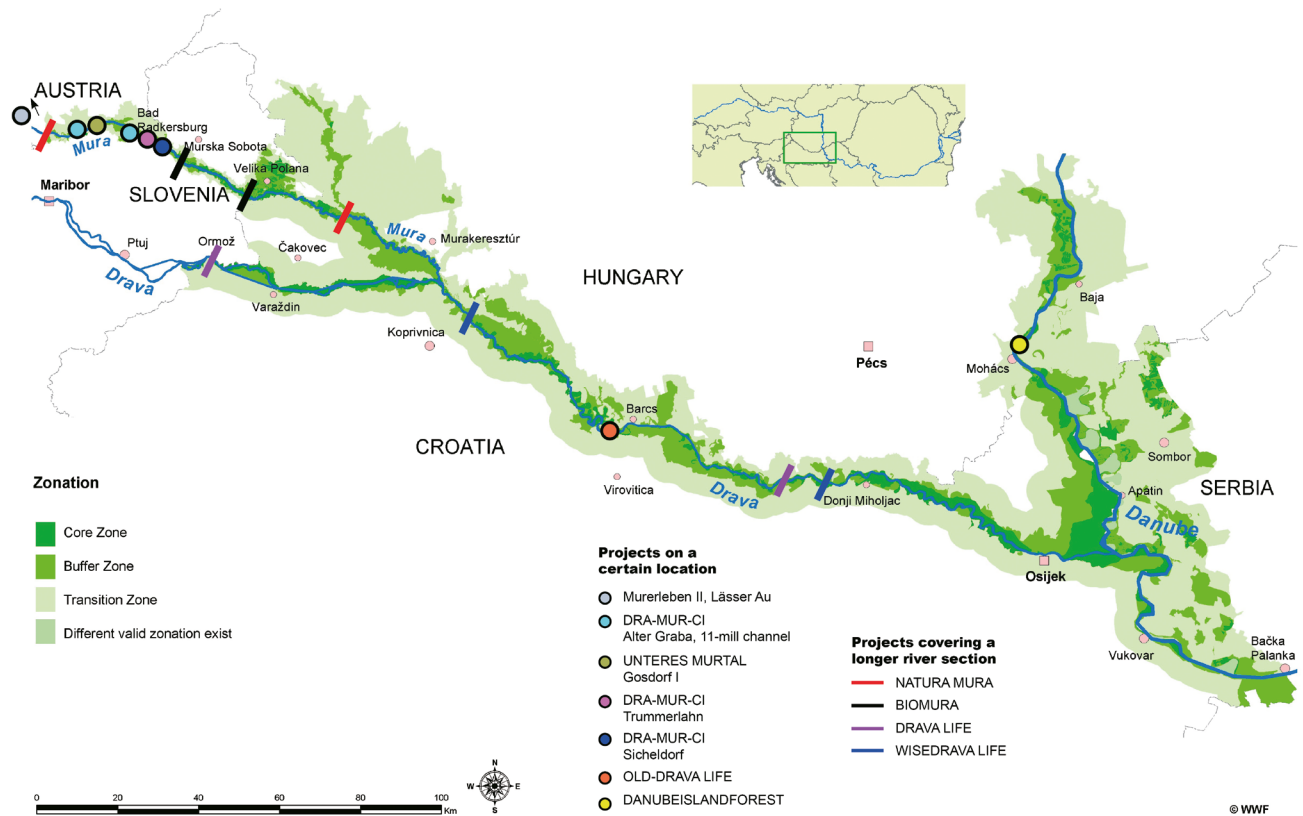 AUSTRIA
Bad
Radkersburg
Mura
Murska Sobota
Velika Polana
Maribor
SLOVENIA
Ptuj
Ormož
Čakovec
Mura
Murakeresztúr
Drava
Varaždin
HUNGARY
Koprivnica
Baja
Pécs
Mohács
Barcs
CROATIA
Sombor
Virovitica
Drava
Donji Miholjac
Apatin
SERBIA
Danube
Osijek
Vukovar
Bačka
Palanka
Zonation
Core Zone
Buffer Zone
Transition Zone
Different valid zonation exist
Projects on a
certain location
Murerleben II, Lässer Au
DRA-MUR-CI
Alter Graba, 11-mill channel
UNTERES MURTAL
Gosdorf I
DRA-MUR-CI
Trummerlahn
DRA-MUR-CI
Sicheldorf
OLD-DRAVA LIFE
DANUBEISLANDFOREST
Projects covering a
longer river section
NATURA MURA
BIOMURA
DRAVA LIFE
WISEDRAVA LIFE
N
W
E
S
0 20 40 60 80 100
Km
© WWF